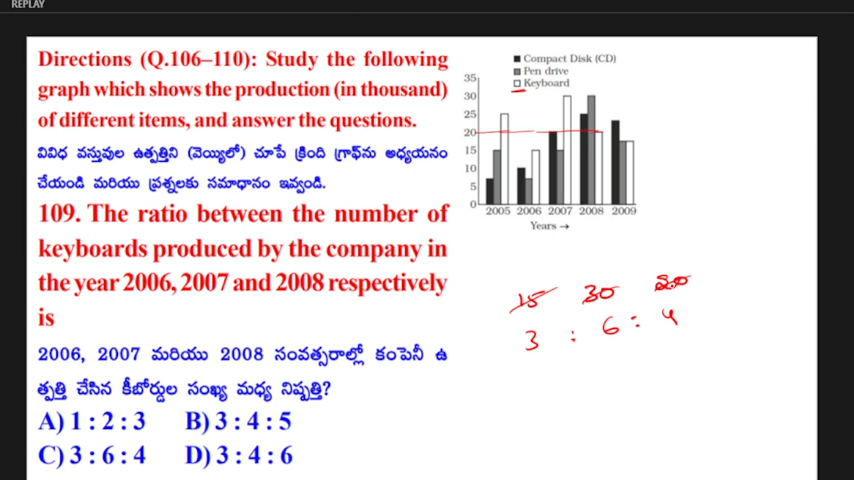 REPLAY
Directions (Q.106–110): Study the following
graph which shows the production (in thousand)
of different items, and answer the questions.
వివిధ వస్తువుల ఉత్పత్తిని (వెయ్యిలో) చూపే క్రింది గ్రాఫ్‌ను అధ్యయనం
చేయండి మరియు ప్రశ్నలకు సమాధానం ఇవ్వండి.
109. The ratio between the number of
keyboards produced by the company in
the year 2006, 2007 and 2008 respectively
is
2006, 2007 మరియు 2008 సంవత్సరాల్లో కంపెనీ ఉ
త్పత్తి చేసిన కీబోర్డుల సంఖ్య మధ్య నిష్పత్తి?
A) 1 : 2 : 3 B) 3 : 4 : 5
C) 3 : 6 : 4 D) 3 : 4 : 6
Compact Disk (CD)
Pen drive
Keyboard
35
30
25
20
15
10
5
0
2005 2006 2007 2008 2009
Years →
15 30 20
3 : 6 : 4